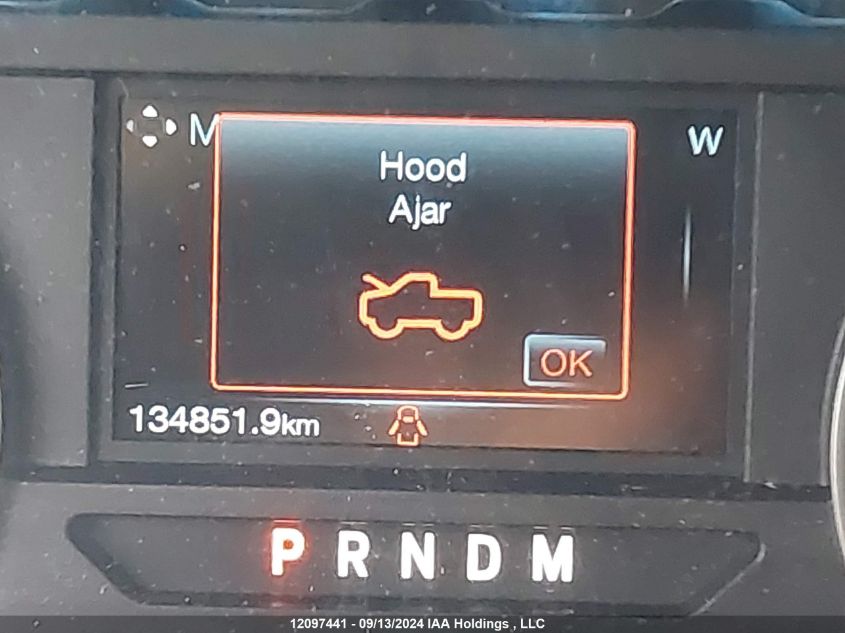 M
W
Hood
Ajar
OK
134851.9km
P R N D M
12097441 - 09/13/2024 IAA Holdings , LLC